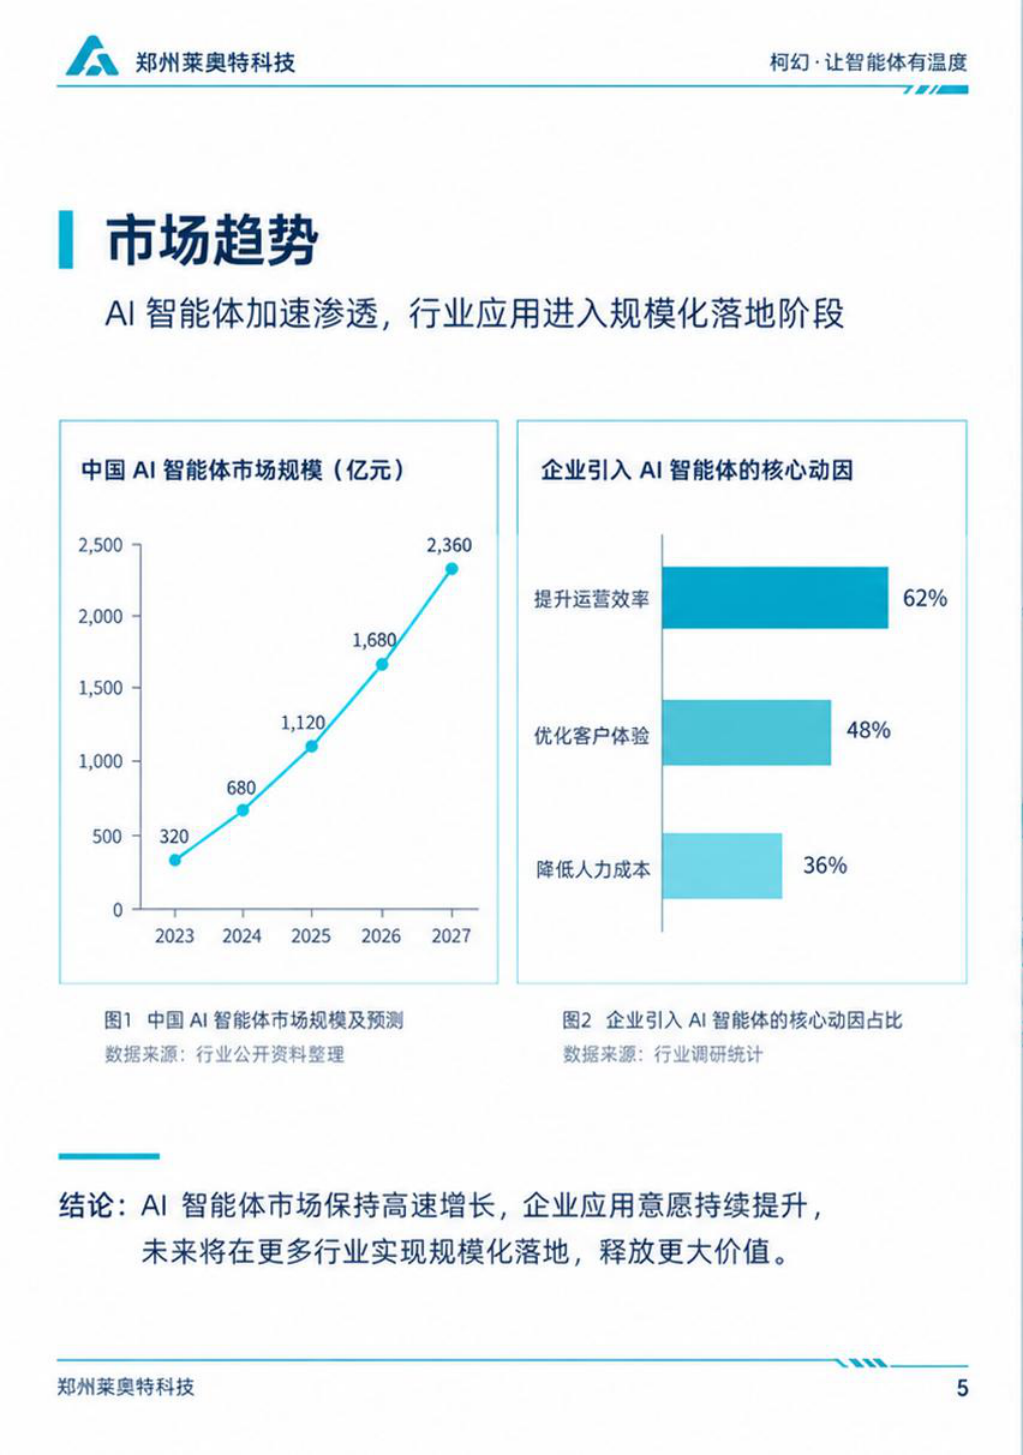 郑州莱奥特科技
柯幻·让智能体有温度
市场趋势
AI 智能体加速渗透，行业应用进入规模化落地阶段
中国 AI 智能体市场规模（亿元）
2,500
2,000
1,500
1,000
500
0
320
680
1,120
1,680
2,360
2023 2024 2025 2026 2027
企业引入 AI 智能体的核心动因
提升运营效率 62%
优化客户体验 48%
降低人力成本 36%
图1 中国 AI 智能体市场规模及预测
数据来源：行业公开资料整理
图2 企业引入 AI 智能体的核心动因占比
数据来源：行业调研统计
结论：AI 智能体市场保持高速增长，企业应用意愿持续提升，
未来将在更多行业实现规模化落地，释放更大价值。
郑州莱奥特科技
5